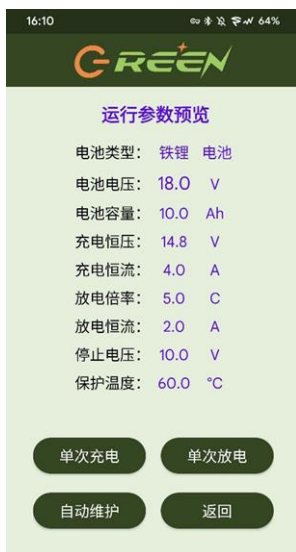 16:10 64%
GREEN
运行参数预览
电池类型： 铁锂 电池
电池电压： 18.0 V
电池容量： 10.0 Ah
充电恒压： 14.8 V
充电恒流： 4.0 A
放电倍率： 5.0 C
放电恒流： 2.0 A
停止电压： 10.0 V
保护温度： 60.0 °C
单次充电 单次放电
自动维护 返回